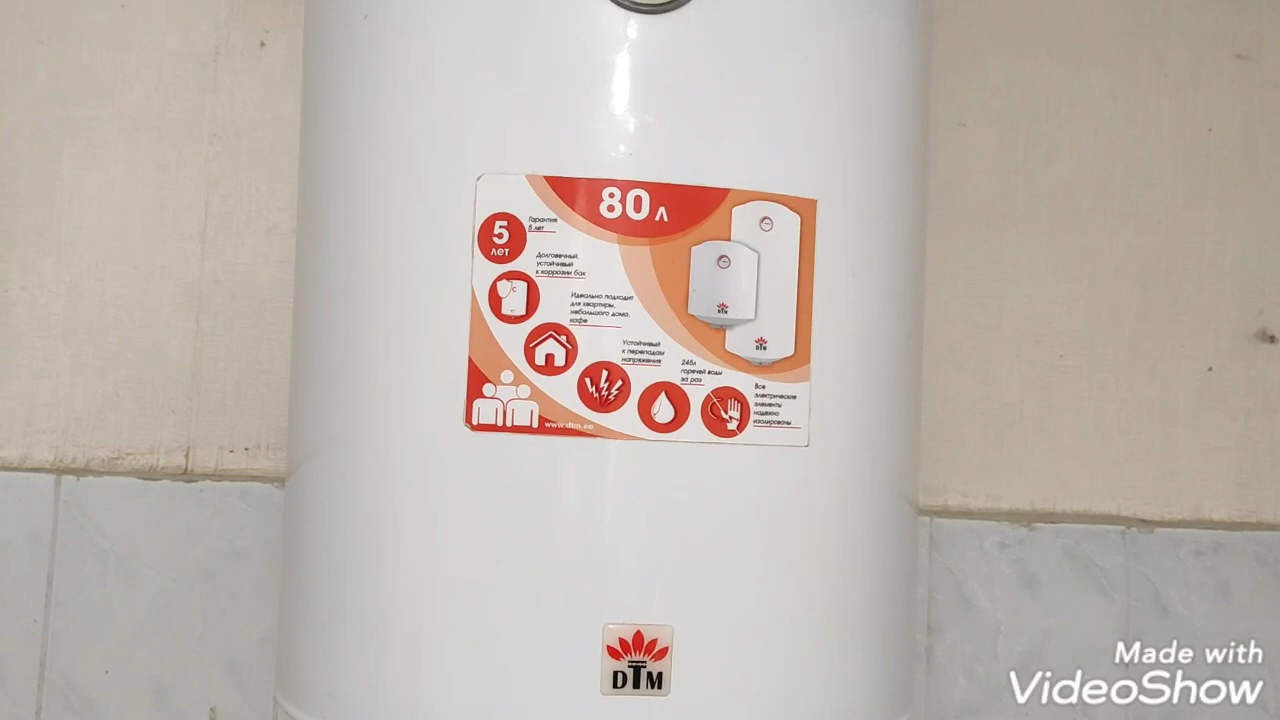 80 л
5
лет
Гарантия
5 лет
Долговечный,
устойчивый
к коррозии бак
Идеально подходит
для квартиры,
небольшого дома,
кафе
Устойчивый
к перепадам
напряжения
245л
горячей воды
за раз
Все
электрические
элементы
надежно
изолированы
www.dtm.ee
DTM
DTM
DTM
Made with
VideoShow